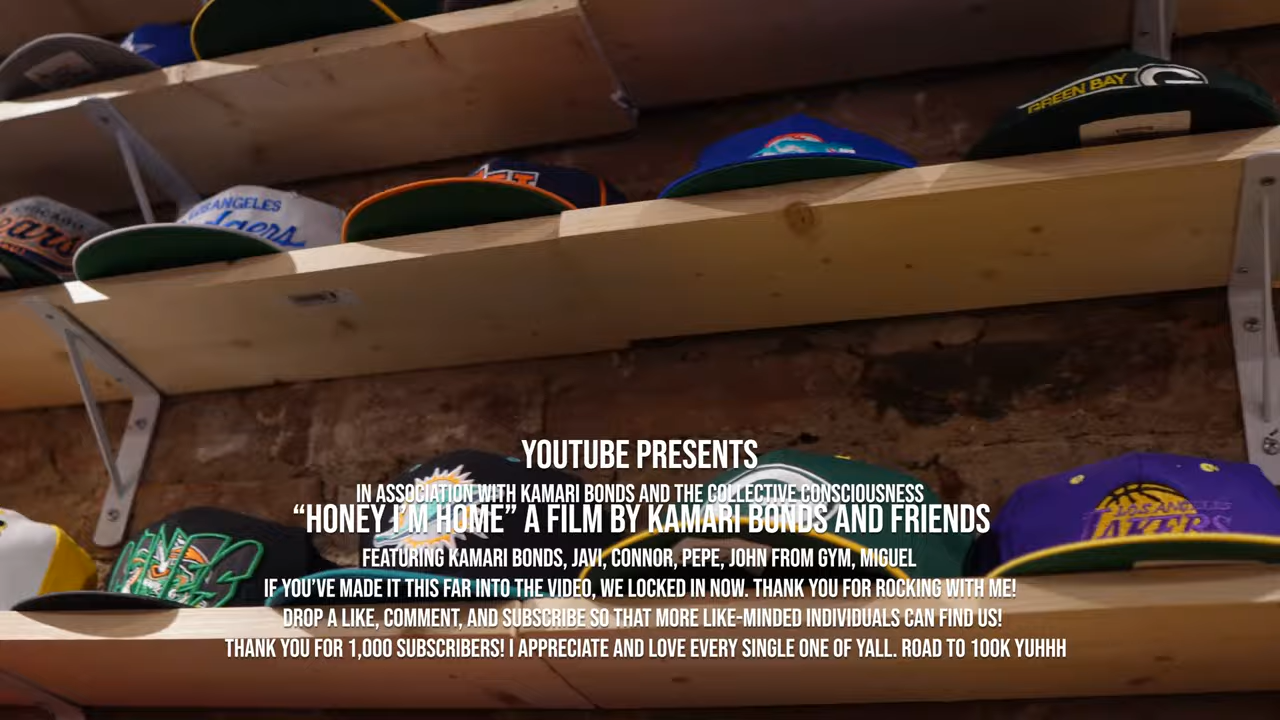 GREEN BAY
G
CHICAGO
ears
LOS ANGELES
YOUTUBE PRESENTS
IN ASSOCIATION WITH KAMARI BONDS AND THE COLLECTIVE CONSCIOUSNESS
“HONEY I’M HOME” A FILM BY KAMARI BONDS AND FRIENDS
LOS ANGELES
LAKERS
FEATURING KAMARI BONDS, JAVI, CONNOR, PEPE, JOHN FROM GYM, MIGUEL
IF YOU’VE MADE IT THIS FAR INTO THE VIDEO, WE LOCKED IN NOW. THANK YOU FOR ROCKING WITH ME!
DROP A LIKE, COMMENT, AND SUBSCRIBE SO THAT MORE LIKE-MINDED INDIVIDUALS CAN FIND US!
THANK YOU FOR 1,000 SUBSCRIBERS! I APPRECIATE AND LOVE EVERY SINGLE ONE OF YALL. ROAD TO 100K YUHHH